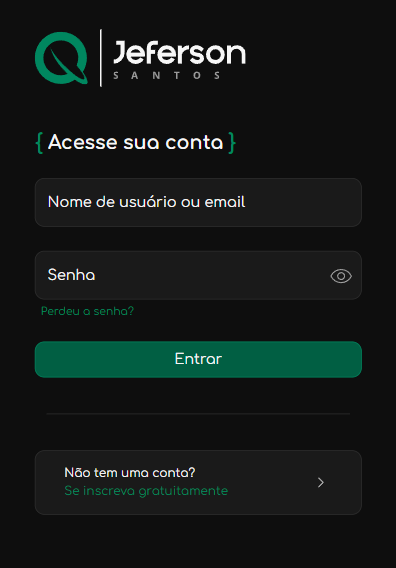 Jeferson
SANTOS
{ Acesse sua conta }
Nome de usuário ou email
Senha
Perdeu a senha?
Entrar
Não tem uma conta?
Se inscreva gratuitamente